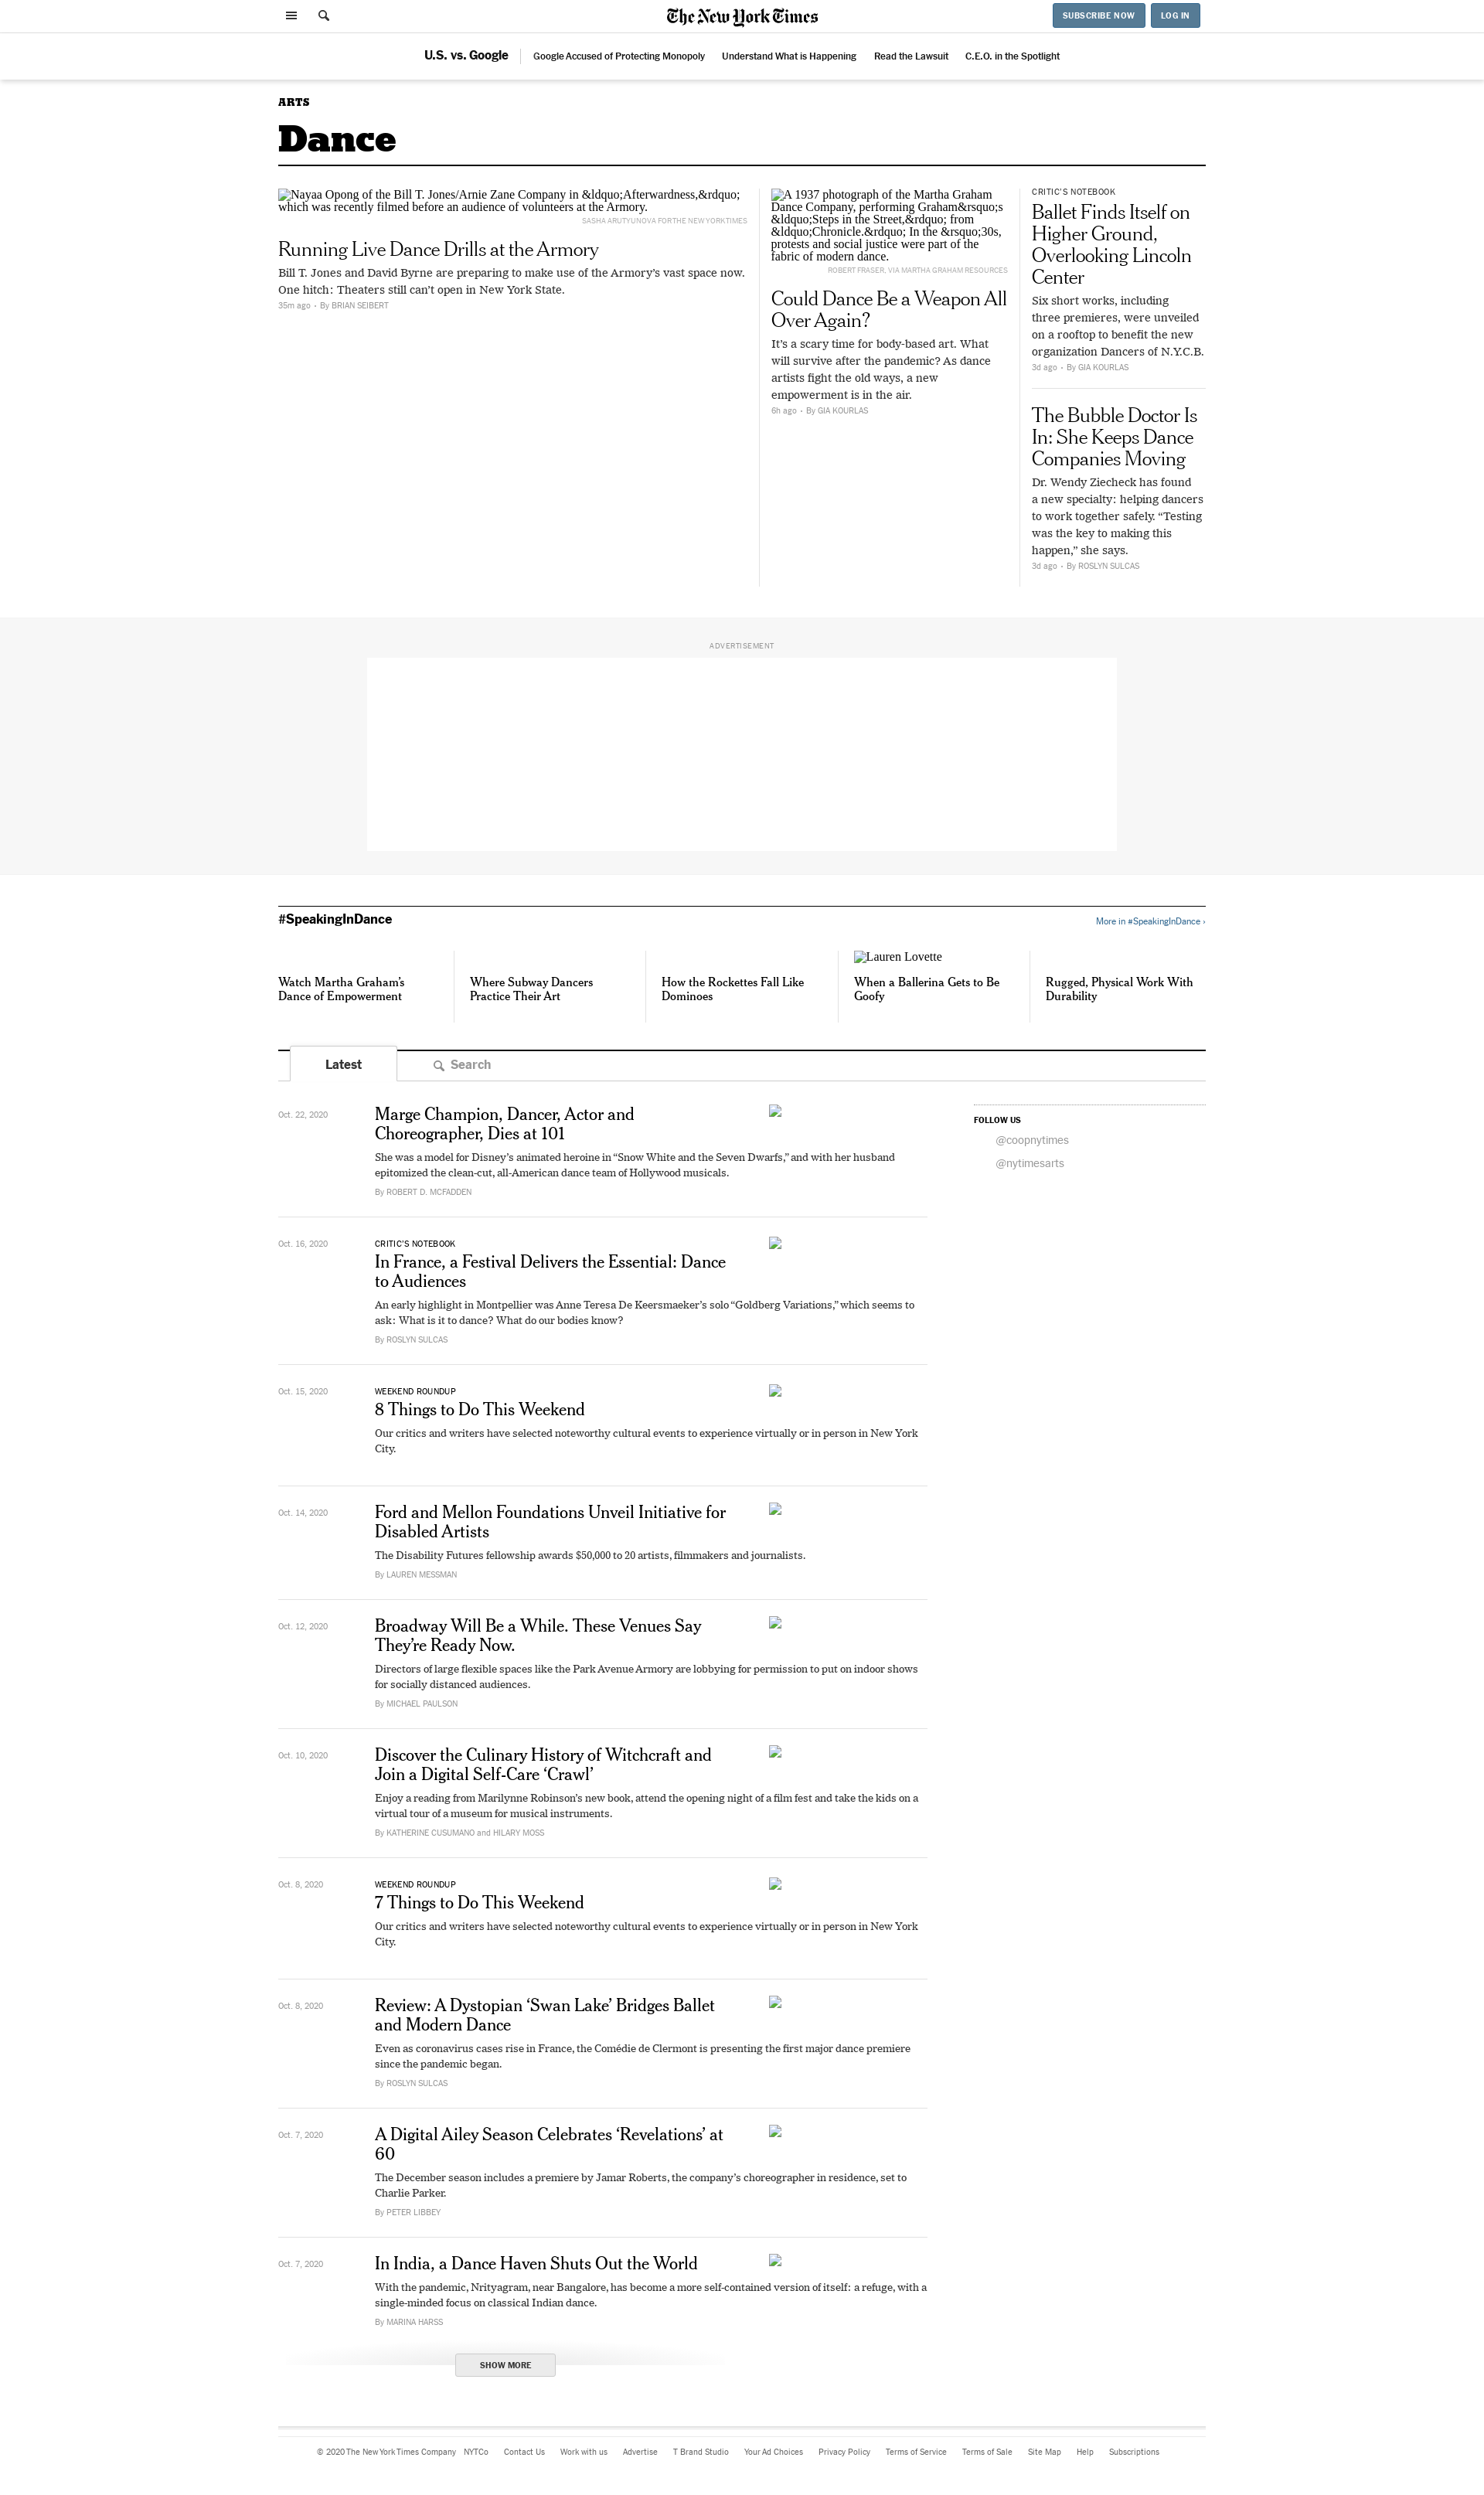 The New York Times
SUBSCRIBE NOW
LOG IN
U.S. vs. Google
Google Accused of Protecting Monopoly
Understand What is Happening
Read the Lawsuit
C.E.O. in the Spotlight
ARTS
Dance
Nayaa Opong of the Bill T. Jones/Arnie Zane Company in &ldquo;Afterwardness,&rdquo;
which was recently filmed before an audience of volunteers at the Armory.
SASHA ARUTYUNOVA FOR THE NEW YORK TIMES
Running Live Dance Drills at the Armory
Bill T. Jones and David Byrne are preparing to make use of the Armory’s vast space now.
One hitch: Theaters still can’t open in New York State.
35m ago • By BRIAN SEIBERT
A 1937 photograph of the Martha Graham
Dance Company, performing Graham&rsquo;s
&ldquo;Steps in the Street,&rdquo; from
&ldquo;Chronicle.&rdquo; In the &rsquo;30s,
protests and social justice were part of the
fabric of modern dance.
ROBERT FRASER, VIA MARTHA GRAHAM RESOURCES
Could Dance Be a Weapon All
Over Again?
It’s a scary time for body-based art. What
will survive after the pandemic? As dance
artists fight the old ways, a new
empowerment is in the air.
6h ago • By GIA KOURLAS
CRITIC’S NOTEBOOK
Ballet Finds Itself on
Higher Ground,
Overlooking Lincoln
Center
Six short works, including
three premieres, were unveiled
on a rooftop to benefit the new
organization Dancers of N.Y.C.B.
3d ago • By GIA KOURLAS
The Bubble Doctor Is
In: She Keeps Dance
Companies Moving
Dr. Wendy Ziecheck has found
a new specialty: helping dancers
to work together safely. “Testing
was the key to making this
happen,” she says.
3d ago • By ROSLYN SULCAS
ADVERTISEMENT
#SpeakingInDance
More in #SpeakingInDance ›
Watch Martha Graham’s
Dance of Empowerment
Where Subway Dancers
Practice Their Art
How the Rockettes Fall Like
Dominoes
Lauren Lovette
When a Ballerina Gets to Be
Goofy
Rugged, Physical Work With
Durability
Latest
Search
Oct. 22, 2020
Marge Champion, Dancer, Actor and
Choreographer, Dies at 101
She was a model for Disney’s animated heroine in “Snow White and the Seven Dwarfs,” and with her husband
epitomized the clean-cut, all-American dance team of Hollywood musicals.
By ROBERT D. MCFADDEN
FOLLOW US
@coopnytimes
@nytimesarts
Oct. 16, 2020
CRITIC’S NOTEBOOK
In France, a Festival Delivers the Essential: Dance
to Audiences
An early highlight in Montpellier was Anne Teresa De Keersmaeker’s solo “Goldberg Variations,” which seems to
ask: What is it to dance? What do our bodies know?
By ROSLYN SULCAS
Oct. 15, 2020
WEEKEND ROUNDUP
8 Things to Do This Weekend
Our critics and writers have selected noteworthy cultural events to experience virtually or in person in New York
City.
Oct. 14, 2020
Ford and Mellon Foundations Unveil Initiative for
Disabled Artists
The Disability Futures fellowship awards $50,000 to 20 artists, filmmakers and journalists.
By LAUREN MESSMAN
Oct. 12, 2020
Broadway Will Be a While. These Venues Say
They’re Ready Now.
Directors of large flexible spaces like the Park Avenue Armory are lobbying for permission to put on indoor shows
for socially distanced audiences.
By MICHAEL PAULSON
Oct. 10, 2020
Discover the Culinary History of Witchcraft and
Join a Digital Self-Care ‘Crawl’
Enjoy a reading from Marilynne Robinson’s new book, attend the opening night of a film fest and take the kids on a
virtual tour of a museum for musical instruments.
By KATHERINE CUSUMANO and HILARY MOSS
Oct. 8, 2020
WEEKEND ROUNDUP
7 Things to Do This Weekend
Our critics and writers have selected noteworthy cultural events to experience virtually or in person in New York
City.
Oct. 8, 2020
Review: A Dystopian ‘Swan Lake’ Bridges Ballet
and Modern Dance
Even as coronavirus cases rise in France, the Comédie de Clermont is presenting the first major dance premiere
since the pandemic began.
By ROSLYN SULCAS
Oct. 7, 2020
A Digital Ailey Season Celebrates ‘Revelations’ at
60
The December season includes a premiere by Jamar Roberts, the company’s choreographer in residence, set to
Charlie Parker.
By PETER LIBBEY
Oct. 7, 2020
In India, a Dance Haven Shuts Out the World
With the pandemic, Nrityagram, near Bangalore, has become a more self-contained version of itself: a refuge, with a
single-minded focus on classical Indian dance.
By MARINA HARSS
SHOW MORE
© 2020 The New York Times Company NYTCo Contact Us Work with us Advertise T Brand Studio Your Ad Choices Privacy Policy Terms of Service Terms of Sale Site Map Help Subscriptions